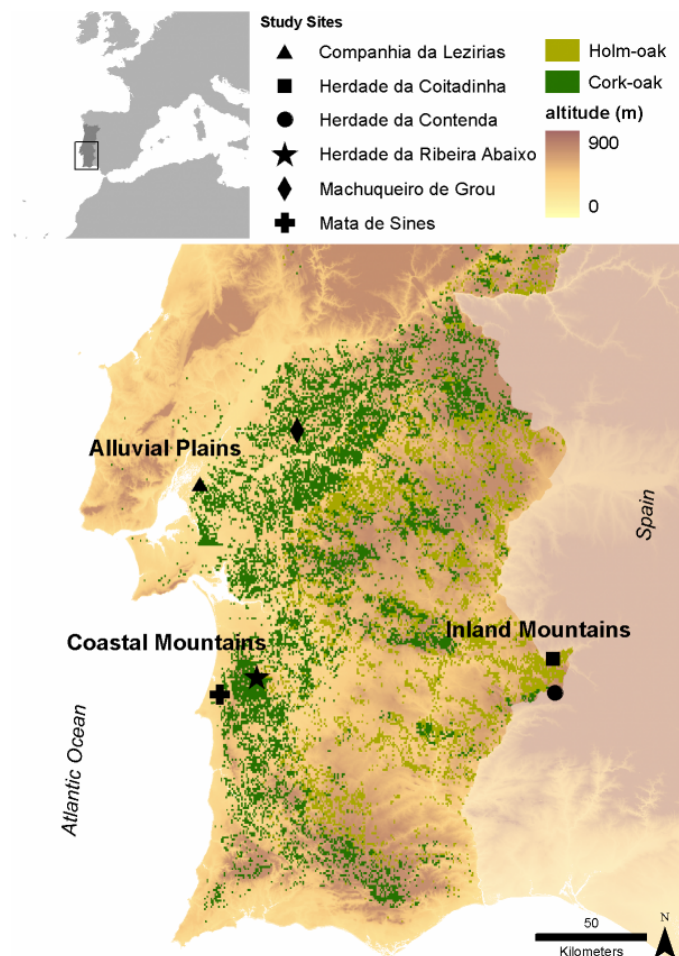 Study Sites
Companhia da Lezirias
Herdade da Coitadinha
Herdade da Contenda
Herdade da Ribeira Abaixo
Machuqueiro de Grou
Mata de Sines
Holm-oak
Cork-oak
altitude (m)
900
0
Alluvial Plains
Spain
Coastal Mountains
Inland Mountains
Atlantic Ocean
50
Kilometers
N